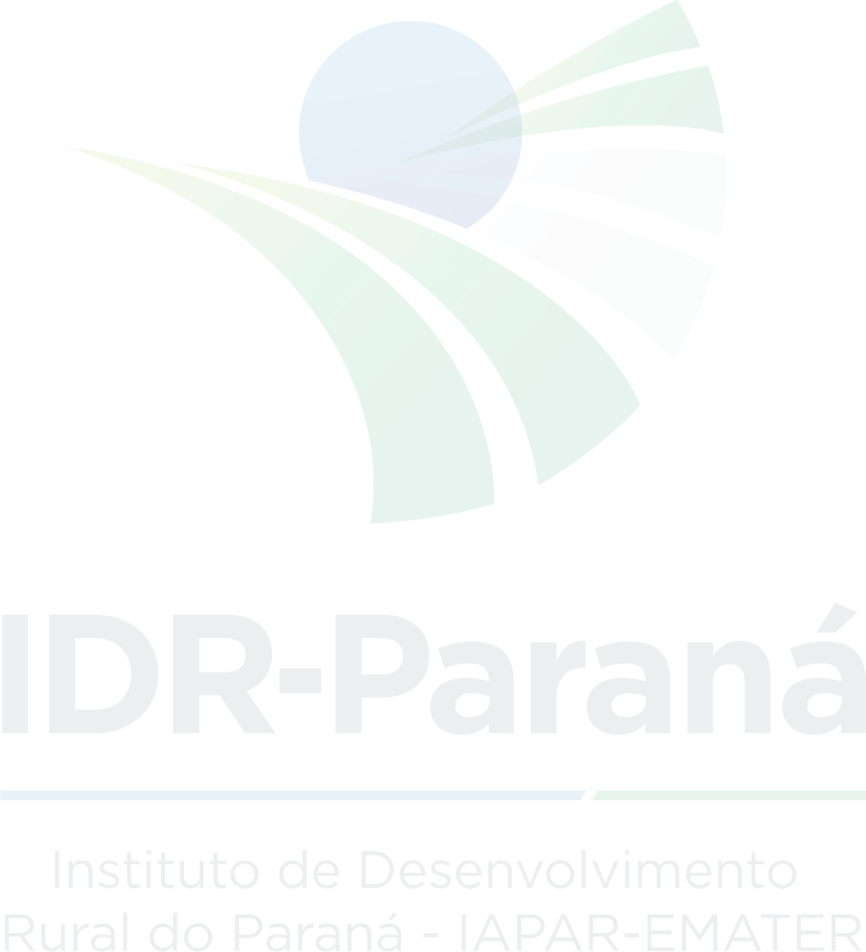 IDR-Paraná
Instituto de Desenvolvimento
Rural do Paraná - IAPAR-EMATER